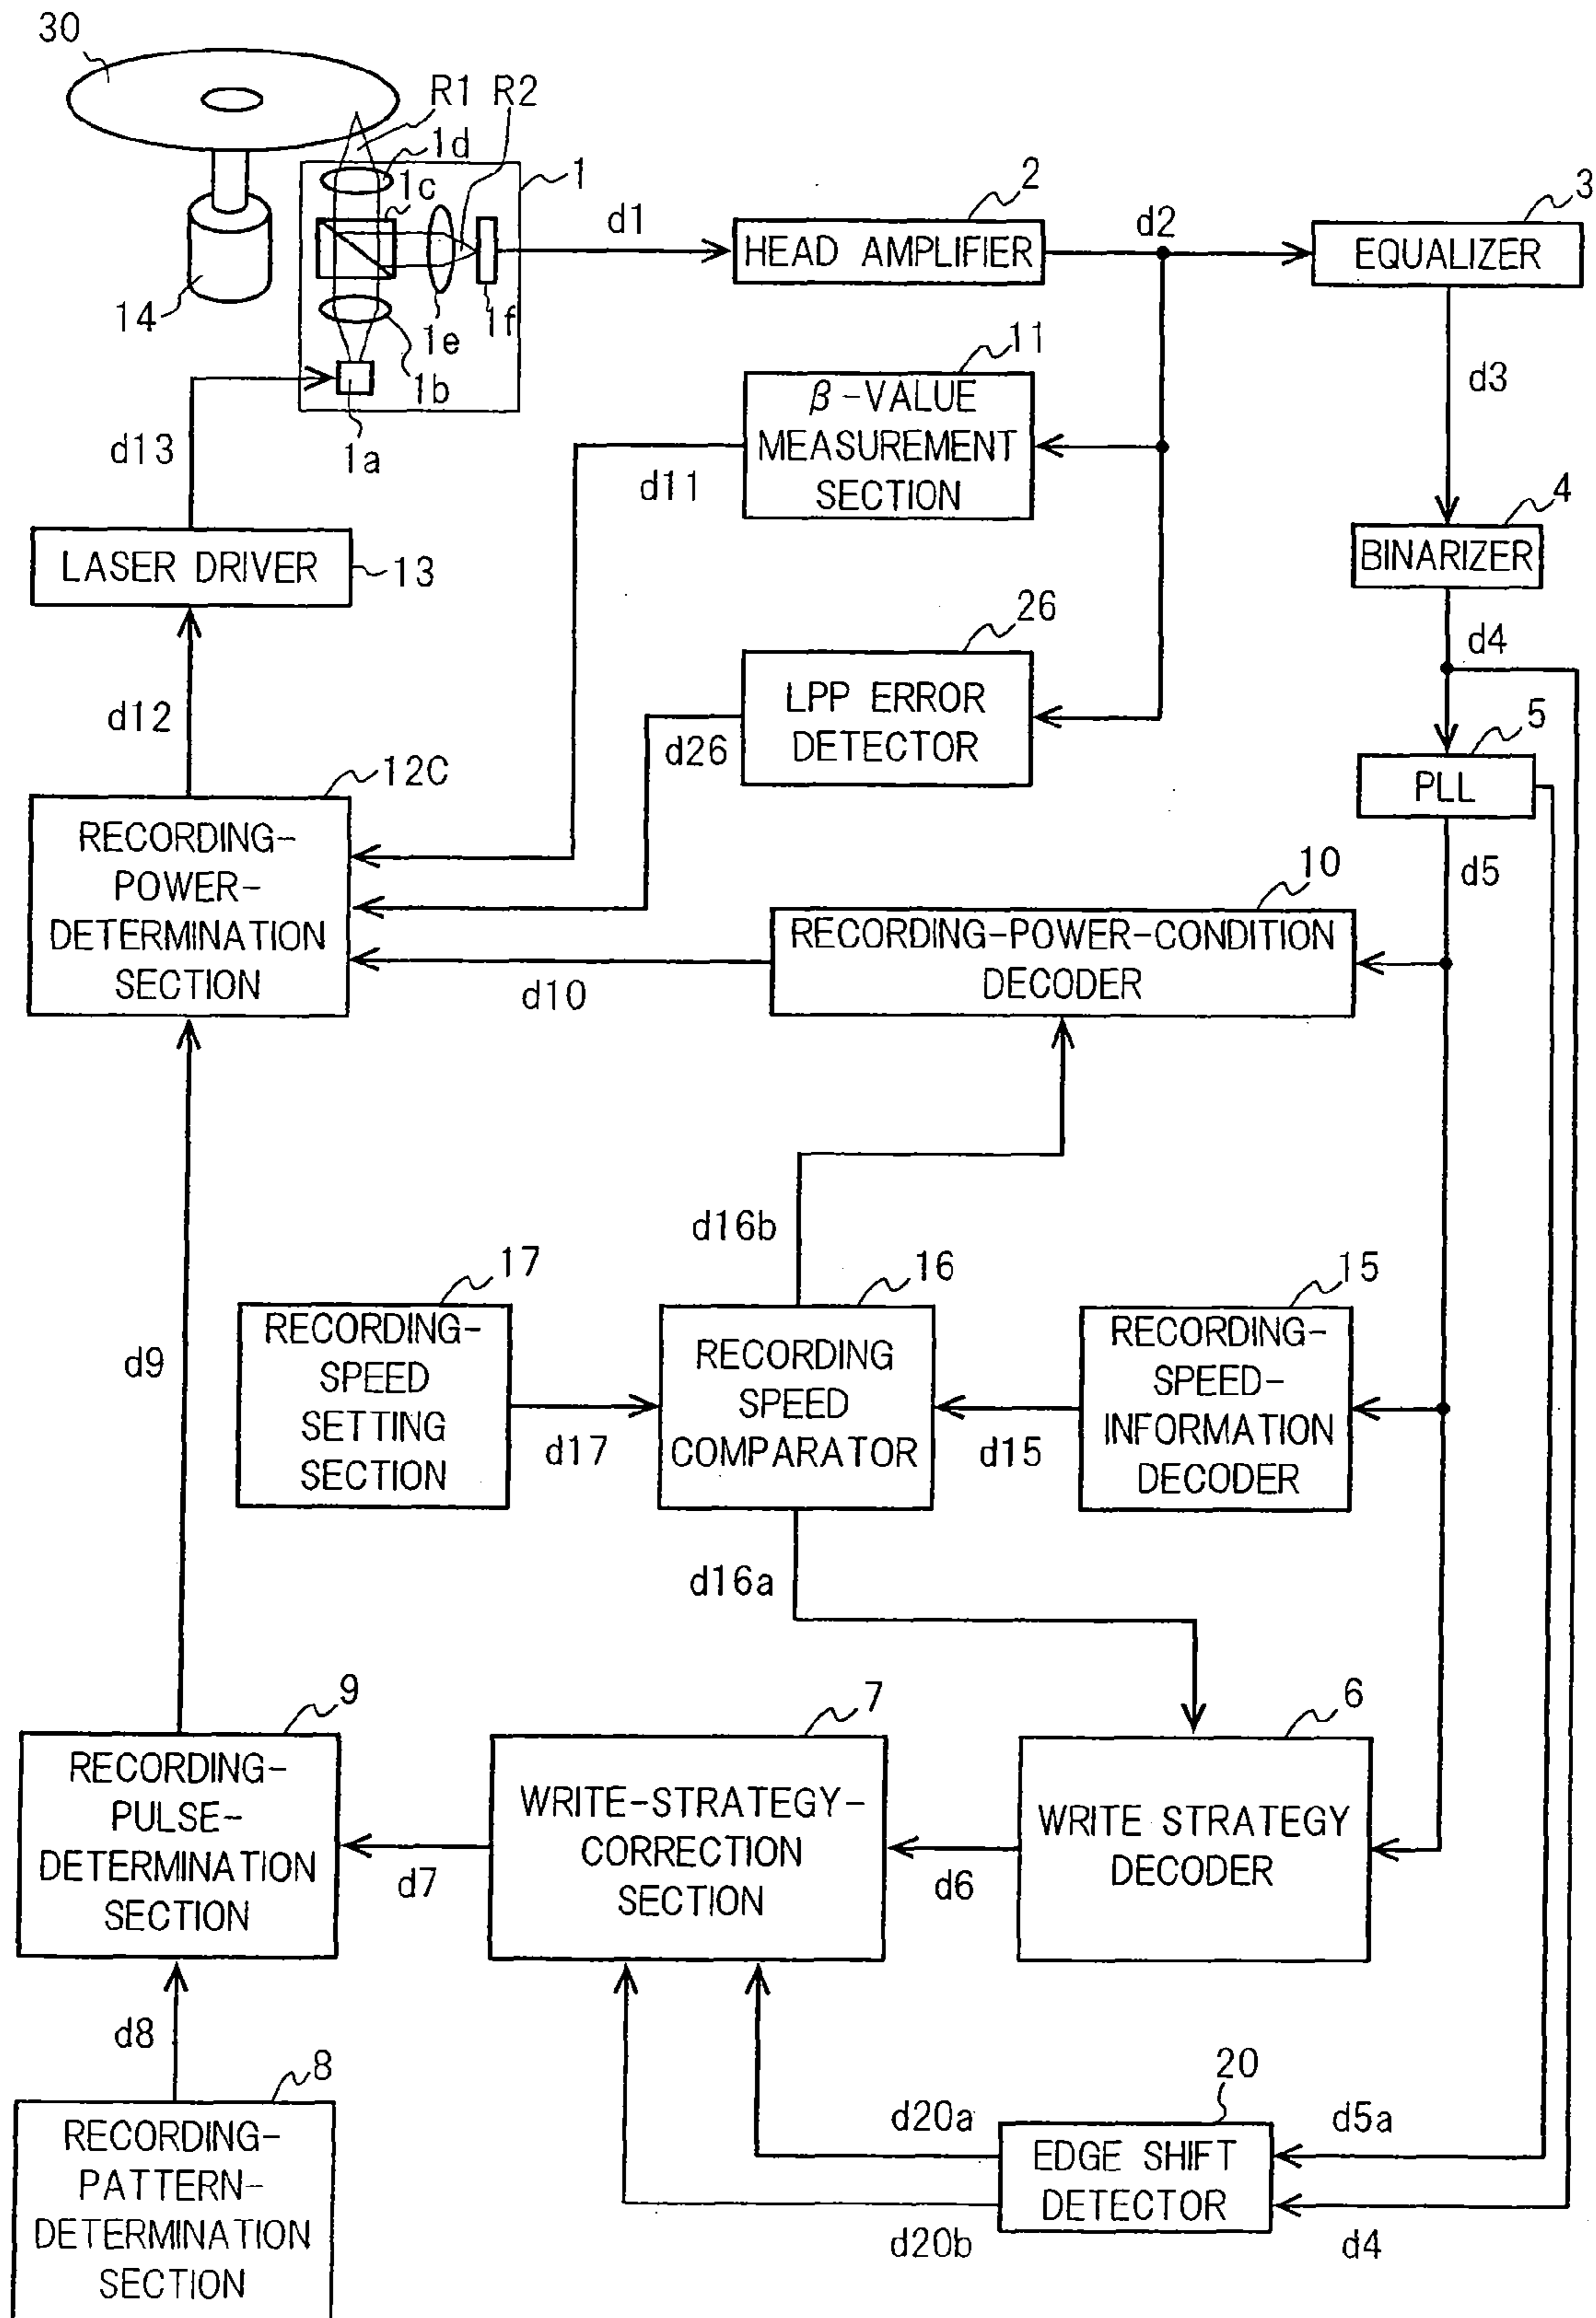 30
R1 R2
1d
1
1c
14
1e
1f
1b
1a
d1
2
HEAD AMPLIFIER
d2
3
EQUALIZER
d3
11
β-VALUE
MEASUREMENT
SECTION
d11
d13
LASER DRIVER
13
4
BINARIZER
d4
26
LPP ERROR
DETECTOR
d26
d12
5
PLL
d5
12C
RECORDING-
POWER-
DETERMINATION
SECTION
10
RECORDING-POWER-CONDITION
DECODER
d10
d16b
17
RECORDING-
SPEED
SETTING
SECTION
d17
16
RECORDING
SPEED
COMPARATOR
d15
15
RECORDING-
SPEED-
INFORMATION
DECODER
d9
d16a
9
RECORDING-
PULSE-
DETERMINATION
SECTION
d7
7
WRITE-STRATEGY-
CORRECTION
SECTION
d6
6
WRITE STRATEGY
DECODER
d8
8
RECORDING-
PATTERN-
DETERMINATION
SECTION
d20a
d20b
20
EDGE SHIFT
DETECTOR
d5a
d4